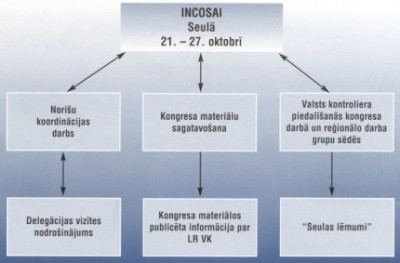 INCOSAI
Seulā
21. – 27. oktobrī
Norišu
koordinācijas
darbs
Kongresa materiālu
sagatavošana
Valsts kontroliera
piedalīšanās kongresa
darbā un reģionālo darba
grupu sēdēs
Delegācijas vizītes
nodrošinājums
Kongresa materiālos
publicēta informācija par
LR VK
“Seulas lēmumi”